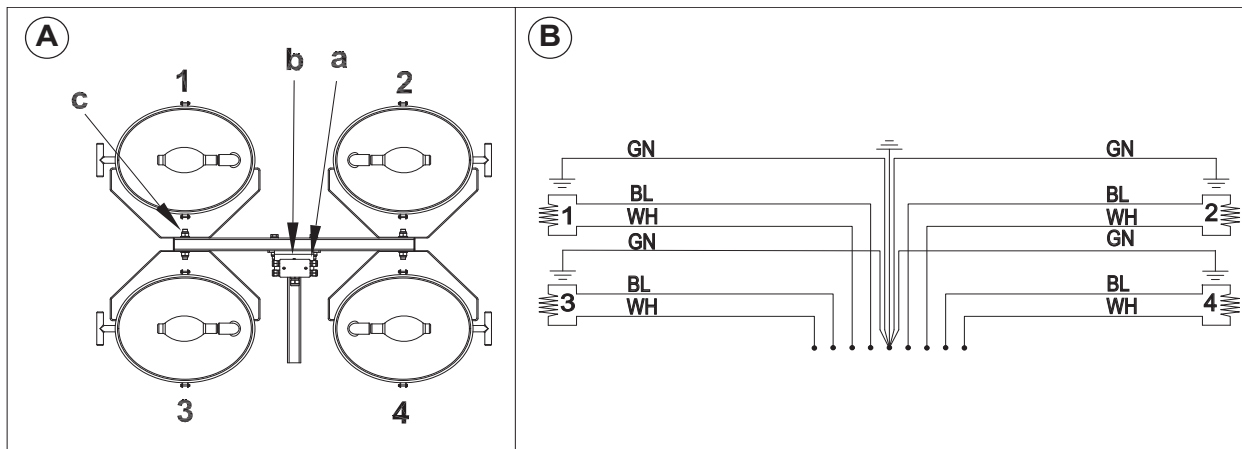 A
b a
1 2
c
3 4
B
GN GN
BL BL
1 WH WH 2
GN GN
BL BL
3 WH WH 4